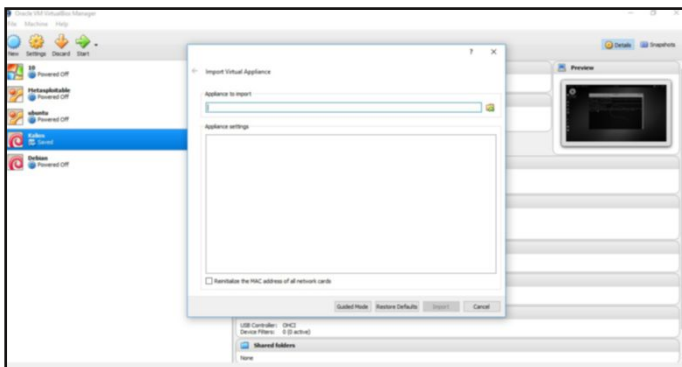 Oracle VM VirtualBox Manager
File Machine Help
New Settings Discard Start
Details Snapshots
10
Powered Off
Metasploitable
Powered Off
ubuntu
Powered Off
Saved
Debian
Powered Off
? ×
Import Virtual Appliance
Appliance to import
Appliance settings
Reinitialize the MAC address of all network cards
Guided Mode Restore Defaults Import Cancel
Preview
USB Controller: OHCI
Device Filters: 0 (0 active)
Shared folders
None